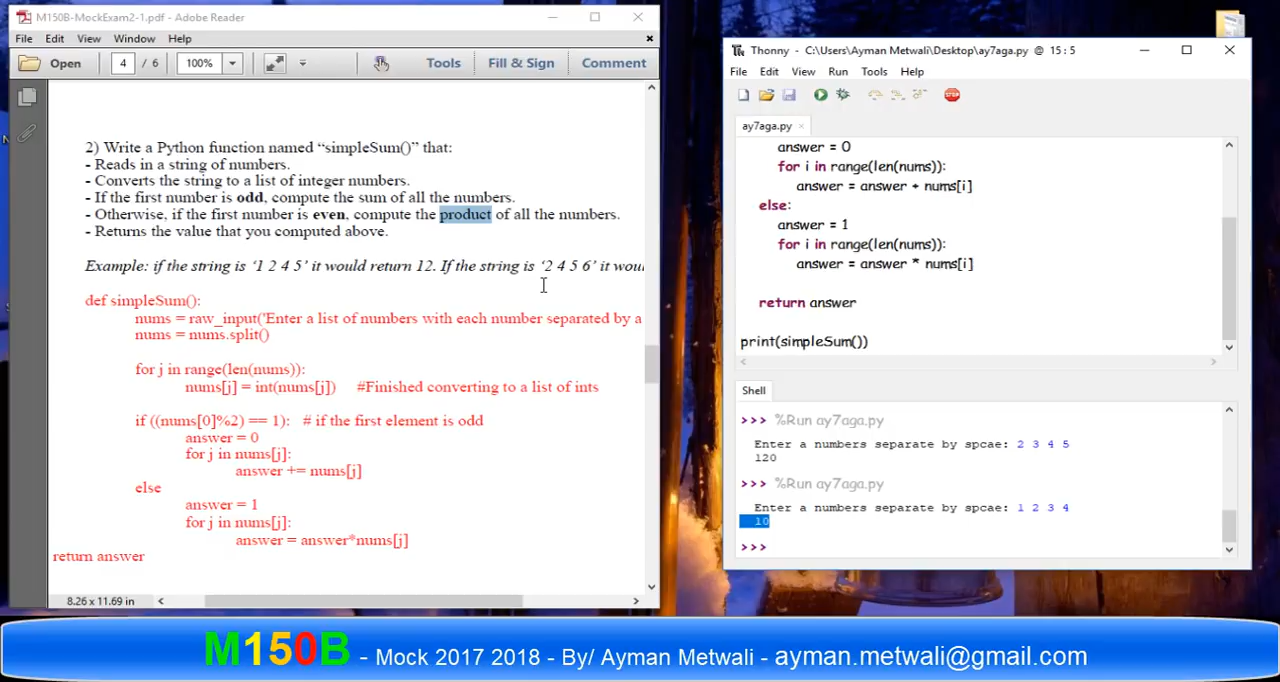 M150B-MockExam2-1.pdf - Adobe Reader
File Edit View Window Help
Open 4 / 6 100% Tools Fill & Sign Comment
2) Write a Python function named “simpleSum()” that:
- Reads in a string of numbers.
- Converts the string to a list of integer numbers.
- If the first number is odd, compute the sum of all the numbers.
- Otherwise, if the first number is even, compute the product of all the numbers.
- Returns the value that you computed above.
Example: if the string is ‘1 2 4 5’ it would return 12. If the string is ‘2 4 5 6’ it wou
def simpleSum():
nums = raw_input('Enter a list of numbers with each number separated by a
nums = nums.split()
for j in range(len(nums)):
nums[j] = int(nums[j]) #Finished converting to a list of ints
if ((nums[0]%2) == 1): # if the first element is odd
answer = 0
for j in nums[j]:
answer += nums[j]
else
answer = 1
for j in nums[j]:
answer = answer*nums[j]
return answer
8.26 x 11.69 in
Thonny - C:\Users\Ayman Metwali\Desktop\ay7aga.py @ 15 : 5
File Edit View Run Tools Help
STOP
ay7aga.py
answer = 0
for i in range(len(nums)):
answer = answer + nums[i]
else:
answer = 1
for i in range(len(nums)):
answer = answer * nums[i]
return answer
print(simpleSum())
Shell
>>> %Run ay7aga.py
Enter a numbers separate by spcae: 2 3 4 5
120
>>> %Run ay7aga.py
Enter a numbers separate by spcae: 1 2 3 4
10
>>>
M150B - Mock 2017 2018 - By/ Ayman Metwali - ayman.metwali@gmail.com